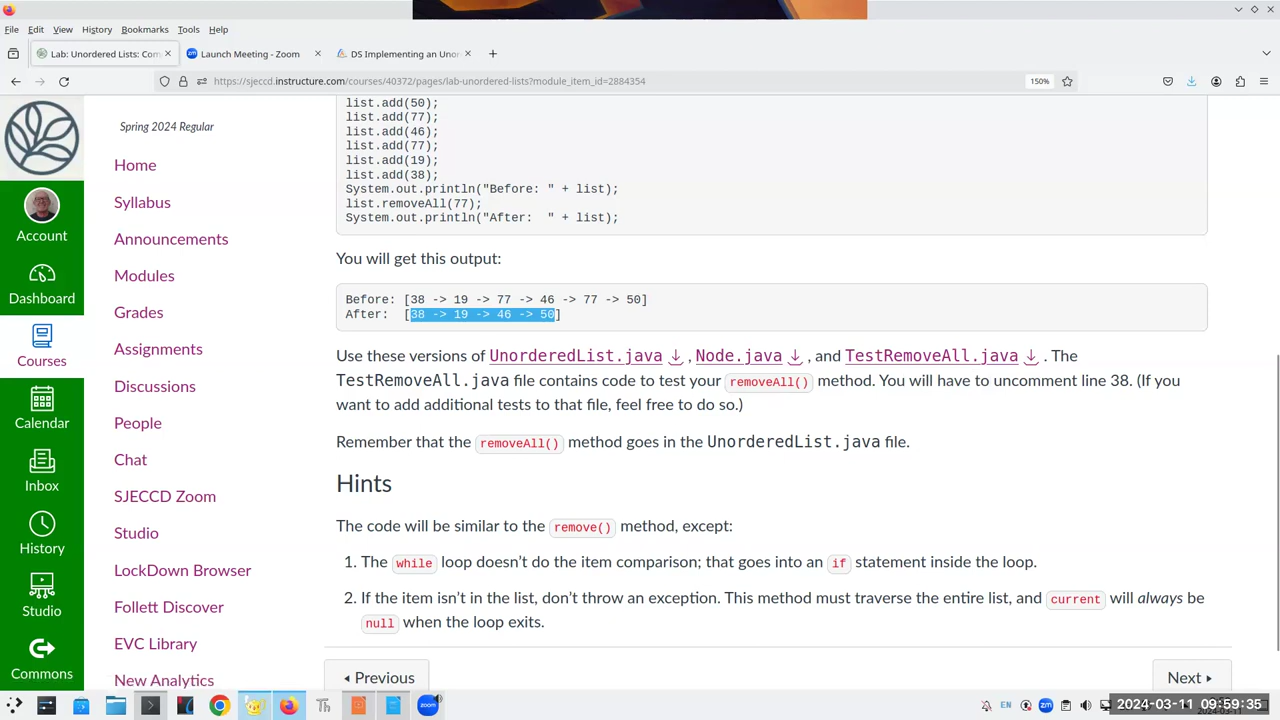 File Edit View History Bookmarks Tools Help
Lab: Unordered Lists: Com × Launch Meeting - Zoom × DS Implementing an Uno × +
https://sjeccd.instructure.com/courses/40372/pages/lab-unordered-lists?module_item_id=2884354 150%
Spring 2024 Regular
Home
Syllabus
Announcements
Modules
Grades
Assignments
Discussions
People
Chat
SJECCD Zoom
Studio
LockDown Browser
Follett Discover
EVC Library
New Analytics
Account
Dashboard
Courses
Calendar
Inbox
History
Studio
Commons
list.add(50);
list.add(77);
list.add(46);
list.add(77);
list.add(19);
list.add(38);
System.out.println("Before: " + list);
list.removeAll(77);
System.out.println("After:  " + list);
You will get this output:
Before: [38 -> 19 -> 77 -> 46 -> 77 -> 50]
After:  [38 -> 19 -> 46 -> 50]
Use these versions of UnorderedList.java ↓ , Node.java ↓ , and TestRemoveAll.java ↓ . The
TestRemoveAll.java file contains code to test your removeAll() method. You will have to uncomment line 38. (If you
want to add additional tests to that file, feel free to do so.)
Remember that the removeAll() method goes in the UnorderedList.java file.
Hints
The code will be similar to the remove() method, except:
1. The while loop doesn't do the item comparison; that goes into an if statement inside the loop.
2. If the item isn't in the list, don't throw an exception. This method must traverse the entire list, and current will always be
null when the loop exits.
Previous
Next
Th zoom EN 2024-03-11 09:59:35